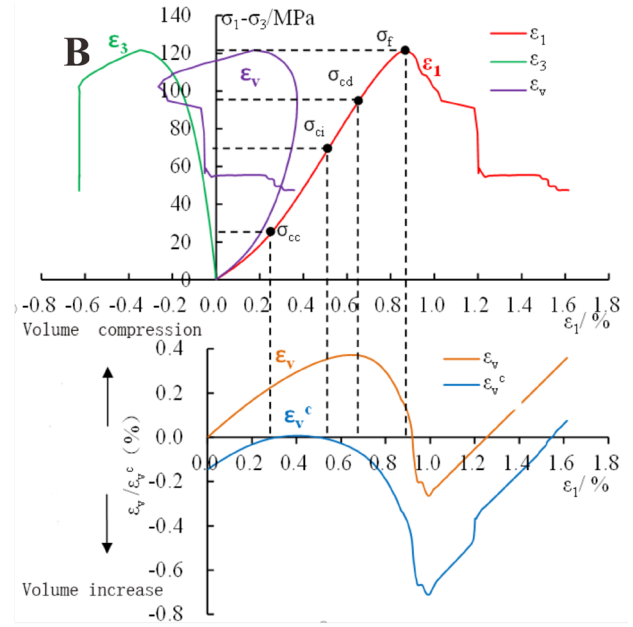 B
σ1-σ3/MPa
140
120
100
80
60
40
20
0
ε3
εv
ε1
σf
σcd
σci
σcc
ε1
ε3
εv
-0.8 -0.6 -0.4 -0.2 0.0 0.2 0.4 0.6 0.8 1.0 1.2 1.4 1.6 1.8
ε1/ %
Volume compression
0.4
0.2
0.0
-0.2
-0.4
-0.6
-0.8
εv/εv^c (%)
εv
εv^c
εv
εv^c
0.0 0.2 0.4 0.6 0.8 1.0 1.2 1.4 1.6 1.8
ε1/ %
Volume increase